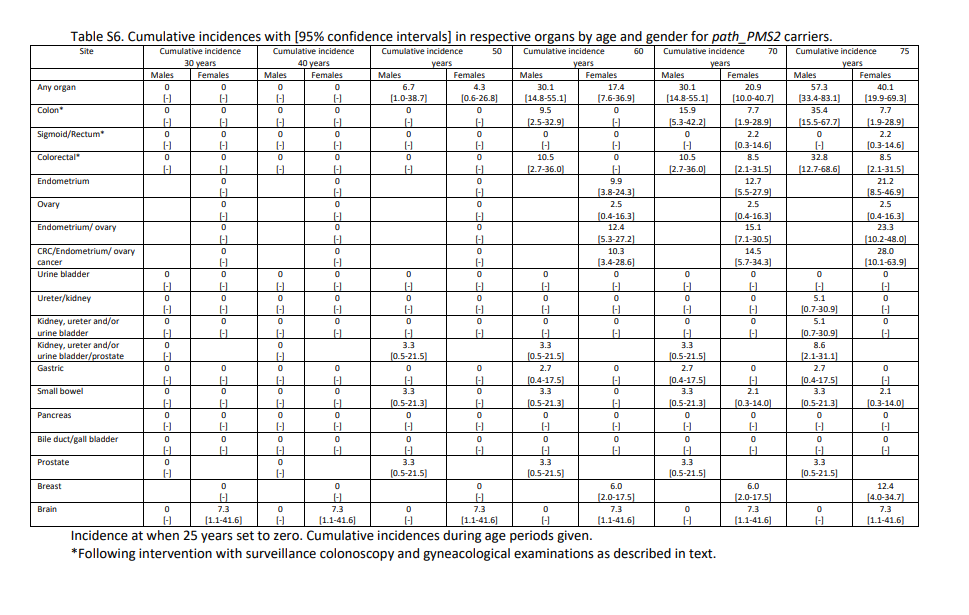 Table S6. Cumulative incidences with [95% confidence intervals] in respective organs by age and gender for path_PMS2 carriers.
Site Cumulative incidence Cumulative incidence Cumulative incidence 50 Cumulative incidence 60 Cumulative incidence 70 Cumulative incidence 75
30 years 40 years years years years years
Males Females Males Females Males Females Males Females Males Females Males Females
Any organ 0 0 0 0 6.7 4.3 30.1 17.4 30.1 20.9 57.3 40.1
[-] [-] [-] [-] [1.0-38.7] [0.6-26.8] [14.8-55.1] [7.6-36.9] [14.8-55.1] [10.0-40.7] [33.4-83.1] [19.9-69.3]
Colon* 0 0 0 0 0 0 9.5 0 15.9 7.7 35.4 7.7
[-] [-] [-] [-] [-] [-] [2.5-32.9] [-] [5.3-42.2] [1.9-28.9] [15.5-67.7] [1.9-28.9]
Sigmoid/Rectum* 0 0 0 0 0 0 0 0 0 2.2 0 2.2
[-] [-] [-] [-] [-] [-] [-] [-] [-] [0.3-14.6] [-] [0.3-14.6]
Colorectal* 0 0 0 0 0 0 10.5 0 10.5 8.5 32.8 8.5
[-] [-] [-] [-] [-] [-] [2.7-36.0] [-] [2.7-36.0] [2.1-31.5] [12.7-68.6] [2.1-31.5]
Endometrium 0 0 0 9.9 12.7 21.2
[-] [-] [-] [3.8-24.3] [5.5-27.9] [8.5-46.9]
Ovary 0 0 0 2.5 2.5 2.5
[-] [-] [-] [0.4-16.3] [0.4-16.3] [0.4-16.3]
Endometrium/ ovary 0 0 0 12.4 15.1 23.3
[-] [-] [-] [5.3-27.2] [7.1-30.5] [10.2-48.0]
CRC/Endometrium/ ovary 0 0 0 10.3 14.5 28.0
cancer [-] [-] [-] [3.4-28.6] [5.7-34.3] [10.1-63.9]
Urine bladder 0 0 0 0 0 0 0 0 0 0 0 0
[-] [-] [-] [-] [-] [-] [-] [-] [-] [-] [-] [-]
Ureter/kidney 0 0 0 0 0 0 0 0 0 0 5.1 0
[-] [-] [-] [-] [-] [-] [-] [-] [-] [-] [0.7-30.9] [-]
Kidney, ureter and/or 0 0 0 0 0 0 0 0 0 0 5.1 0
urine bladder [-] [-] [-] [-] [-] [-] [-] [-] [-] [-] [0.7-30.9] [-]
Kidney, ureter and/or 0 0 3.3 3.3 3.3 8.6
urine bladder/prostate [-] [-] [0.5-21.5] [0.5-21.5] [0.5-21.5] [2.1-31.1]
Gastric 0 0 0 0 0 0 2.7 0 2.7 0 2.7 0
[-] [-] [-] [-] [-] [-] [0.4-17.5] [-] [0.4-17.5] [-] [0.4-17.5] [-]
Small bowel 0 0 0 0 3.3 0 3.3 0 3.3 2.1 3.3 2.1
[-] [-] [-] [-] [0.5-21.3] [-] [0.5-21.3] [-] [0.5-21.3] [0.3-14.0] [0.5-21.3] [0.3-14.0]
Pancreas 0 0 0 0 0 0 0 0 0 0 0 0
[-] [-] [-] [-] [-] [-] [-] [-] [-] [-] [-] [-]
Bile duct/gall bladder 0 0 0 0 0 0 0 0 0 0 0 0
[-] [-] [-] [-] [-] [-] [-] [-] [-] [-] [-] [-]
Prostate 0 0 3.3 3.3 3.3 3.3
[-] [-] [0.5-21.5] [0.5-21.5] [0.5-21.5] [0.5-21.5]
Breast 0 0 0 6.0 6.0 12.4
[-] [-] [-] [2.0-17.5] [2.0-17.5] [4.0-34.7]
Brain 0 7.3 0 7.3 0 7.3 0 7.3 0 7.3 0 7.3
[-] [1.1-41.6] [-] [1.1-41.6] [-] [1.1-41.6] [-] [1.1-41.6] [-] [1.1-41.6] [-] [1.1-41.6]
Incidence at when 25 years set to zero. Cumulative incidences during age periods given.
*Following intervention with surveillance colonoscopy and gyneacological examinations as described in text.